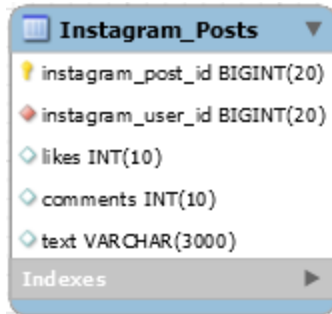 Instagram_Posts
instagram_post_id BIGINT(20)
instagram_user_id BIGINT(20)
likes INT(10)
comments INT(10)
text VARCHAR(3000)
Indexes